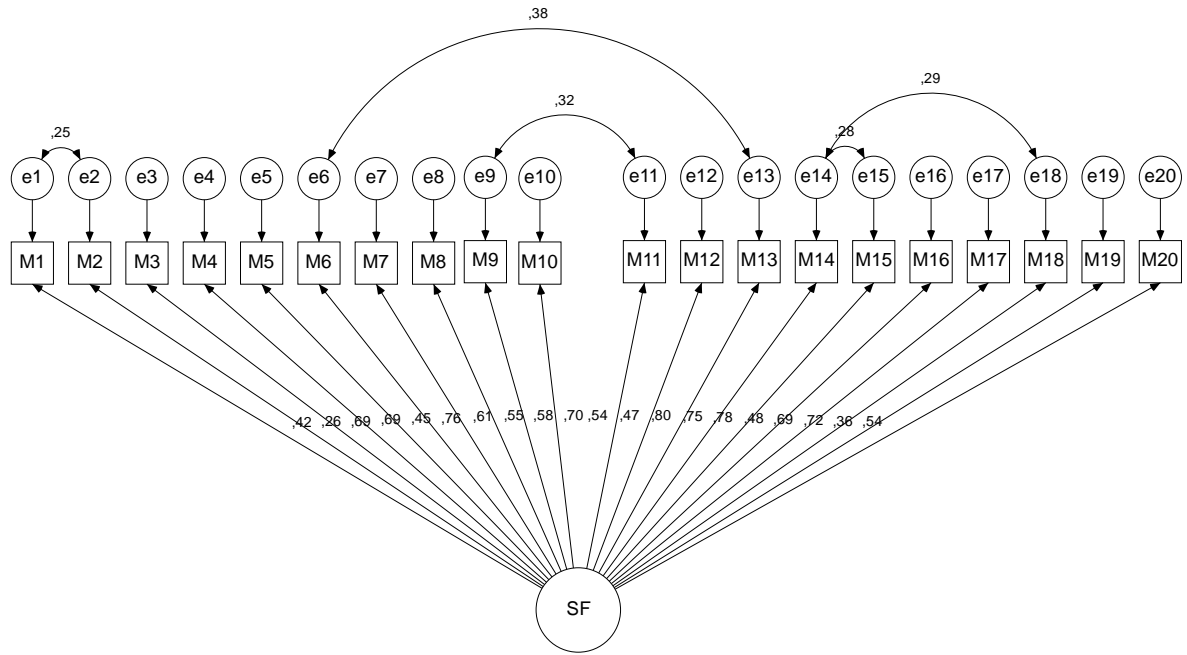 ,38
,29
,32
,25
,28
e1 e2 e3 e4 e5 e6 e7 e8 e9 e10 e11 e12 e13 e14 e15 e16 e17 e18 e19 e20
M1 M2 M3 M4 M5 M6 M7 M8 M9 M10 M11 M12 M13 M14 M15 M16 M17 M18 M19 M20
,42 ,26 ,69 ,69 ,45 ,76 ,61 ,55 ,58 ,70 ,54 ,47 ,80 ,75 ,78 ,48 ,69 ,72 ,36 ,54
SF